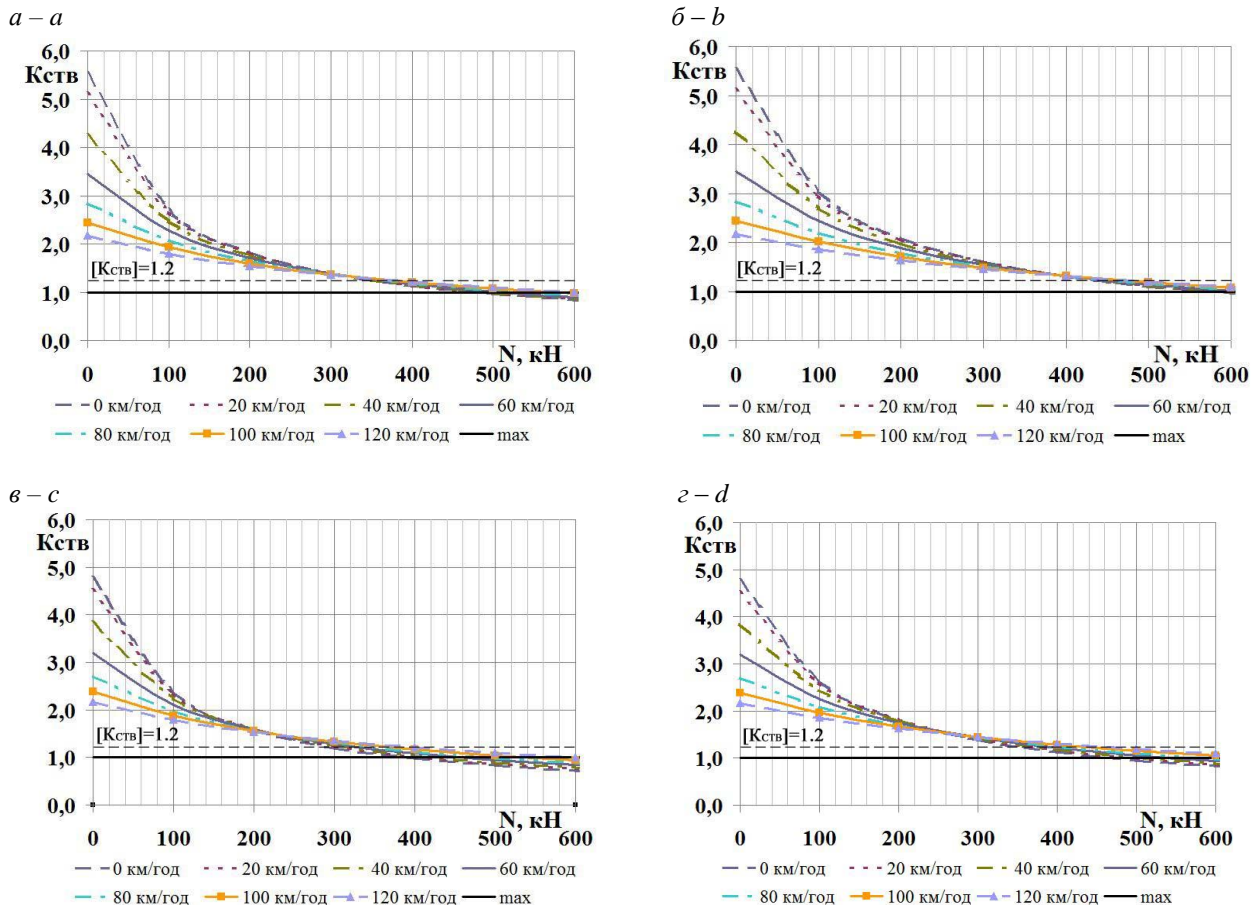 а – a
6,0
Кств
5,0
4,0
3,0
2,0
[Кств]=1.2
1,0
0,0
N, кН
0 100 200 300 400 500 600
0 км/год 20 км/год 40 км/год 60 км/год
80 км/год 100 км/год 120 км/год max
б – b
6,0
Кств
5,0
4,0
3,0
2,0
[Кств]=1.2
1,0
0,0
N, кН
0 100 200 300 400 500 600
0 км/год 20 км/год 40 км/год 60 км/год
80 км/год 100 км/год 120 км/год max
в – c
6,0
Кств
5,0
4,0
3,0
2,0
[Кств]=1.2
1,0
0,0
N, кН
0 100 200 300 400 500 600
0 км/год 20 км/год 40 км/год 60 км/год
80 км/год 100 км/год 120 км/год max
г – d
6,0
Кств
5,0
4,0
3,0
2,0
[Кств]=1.2
1,0
0,0
N, кН
0 100 200 300 400 500 600
0 км/год 20 км/год 40 км/год 60 км/год
80 км/год 100 км/год 120 км/год max